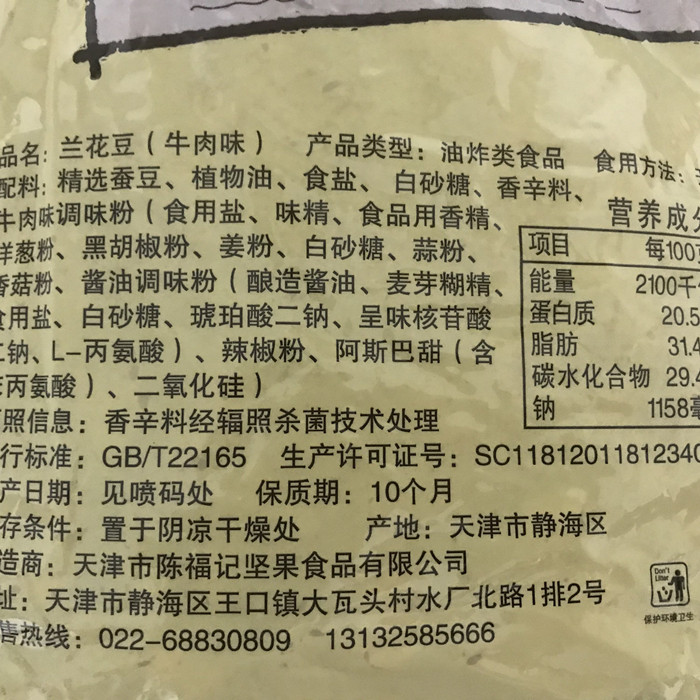 品名: 兰花豆（牛肉味） 产品类型：油炸类食品 食用方法:
配料: 精选蚕豆、植物油、食盐、白砂糖、香辛料、
牛肉味调味粉（食用盐、味精、食品用香精、
洋葱粉、黑胡椒粉、姜粉、白砂糖、蒜粉、
香菇粉、酱油调味粉（酿造酱油、麦芽糊精、
食用盐、白砂糖、琥珀酸二钠、呈味核苷酸
二钠、L-丙氨酸）、辣椒粉、阿斯巴甜（含
苯丙氨酸）、二氧化硅）
照信息：香辛料经辐照杀菌技术处理
行标准：GB/T22165 生产许可证号：SC11812011812340
产日期：见喷码处 保质期：10个月
存条件：置于阴凉干燥处 产地：天津市静海区
造商：天津市陈福记坚果食品有限公司
址：天津市静海区王口镇大瓦头村水厂北路1排2号
售热线：022-68830809 13132585666
营养成分
项目 每100
能量 2100千
蛋白质 20.5
脂肪 31.4
碳水化合物 29.4
钠 1158毫
Don't
Litter
保护环境卫生